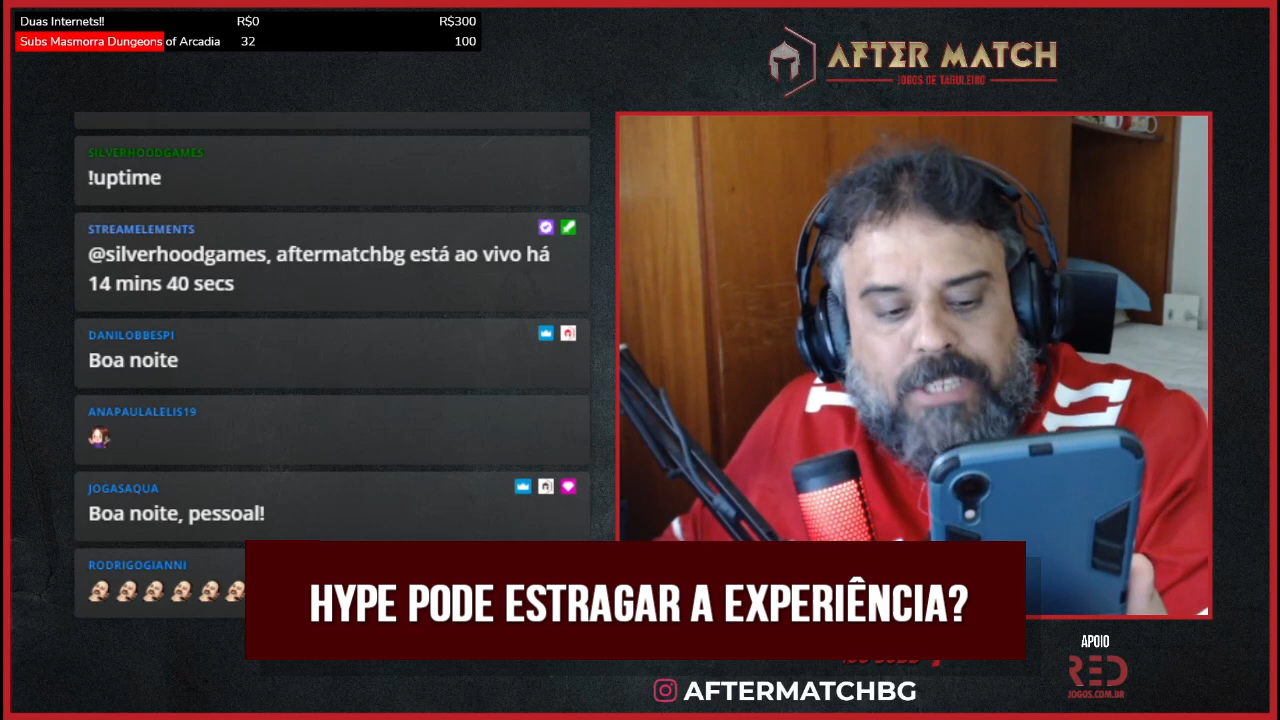 Duas Internets!! R$0 R$300
Subs Masmorra Dungeons of Arcadia 32 100
AFTER MATCH
JOGOS DE TABULEIRO
SILVERHOODGAMES
!uptime
STREAMELEMENTS
@silverhoodgames, aftermatchbg está ao vivo há
14 mins 40 secs
DANILOBBESPI
Boa noite
ANAPAULALELIS19
JOGASAQUA
Boa noite, pessoal!
RODRIGOGIANNI
HYPE PODE ESTRAGAR A EXPERIÊNCIA?
APOIO
RED
JOGOS.COM.BR
AFTERMATCHBG